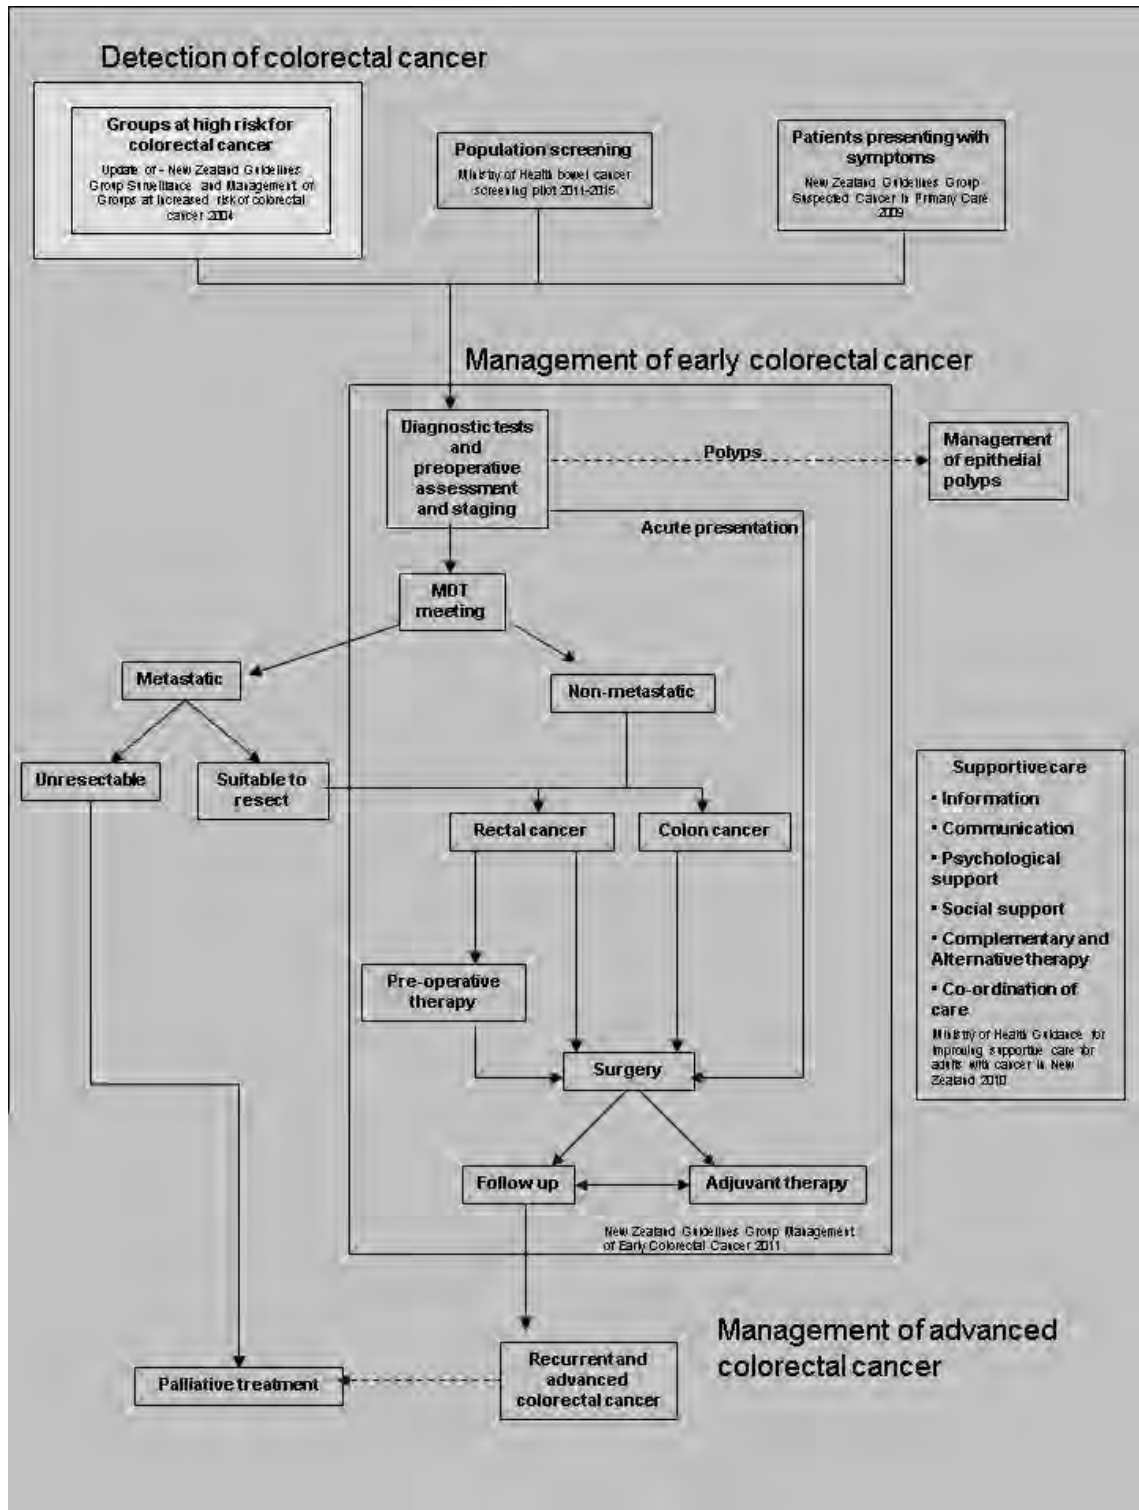 Detection of colorectal cancer
Groups at high risk for
colorectal cancer
Update of - New Zealand Guidelines
Group Surveillance and Management of
Groups at Increased risk of colorectal
cancer 2004
Population screening
Ministry of Health bowel cancer
screening pilot 2011-2015
Patients presenting with
symptoms
New Zealand Guidelines Group
Suspected Cancer in Primary Care
2009
Management of early colorectal cancer
Diagnostic tests
and
preoperative
assessment
and staging
Polyps
Management
of epithelial
polyps
Acute presentation
MDT
meeting
Metastatic
Non-metastatic
Unresectable
Suitable to
resect
Rectal cancer
Colon cancer
Supportive care
▪ Information
▪ Communication
▪ Psychological
support
▪ Social support
▪ Complementary and
Alternative therapy
▪ Co-ordination of
care
Ministry of Health Guidance for
improving supportive care for
adults with cancer in New
Zealand 2010
Pre-operative
therapy
Surgery
Follow up
Adjuvant therapy
New Zealand Guidelines Group Management
of Early Colorectal Cancer 2011
Management of advanced
colorectal cancer
Recurrent and
advanced
colorectal cancer
Palliative treatment